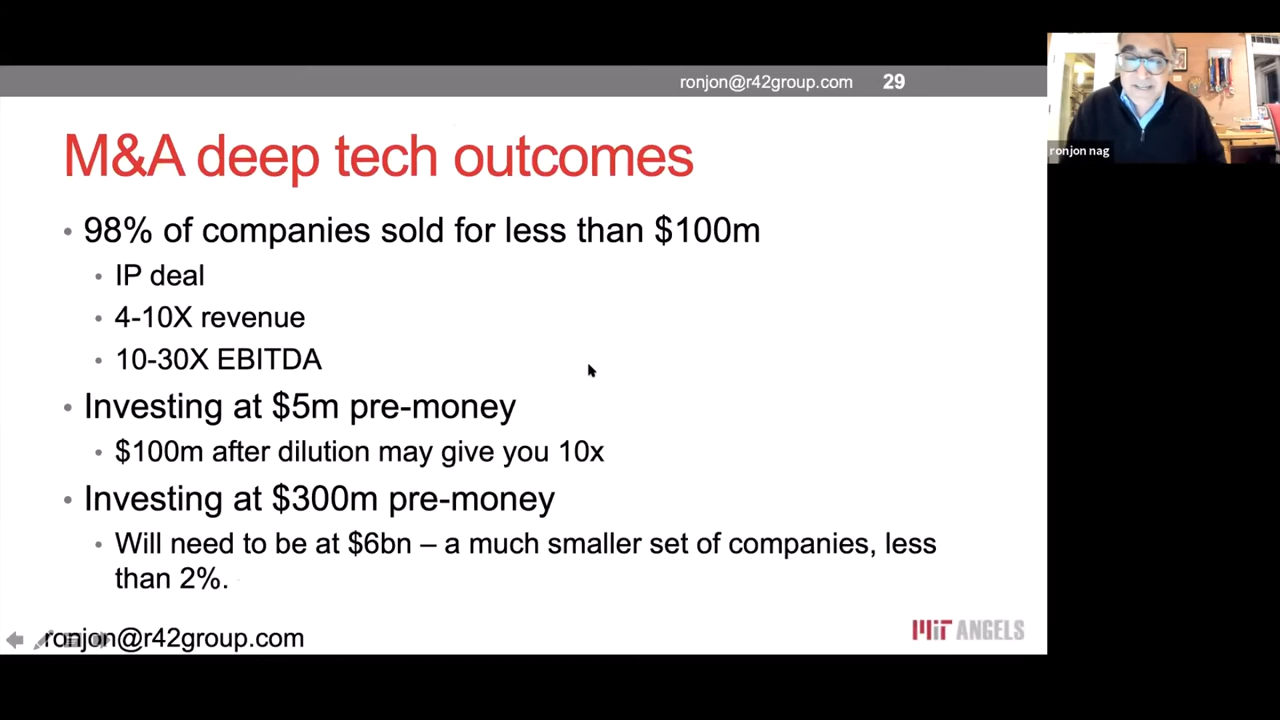 ronjon@r42group.com 29
ronjon nag
M&A deep tech outcomes
• 98% of companies sold for less than $100m
• IP deal
• 4-10X revenue
• 10-30X EBITDA
• Investing at $5m pre-money
• $100m after dilution may give you 10x
• Investing at $300m pre-money
• Will need to be at $6bn – a much smaller set of companies, less
than 2%.
ronjon@r42group.com
MIT ANGELS